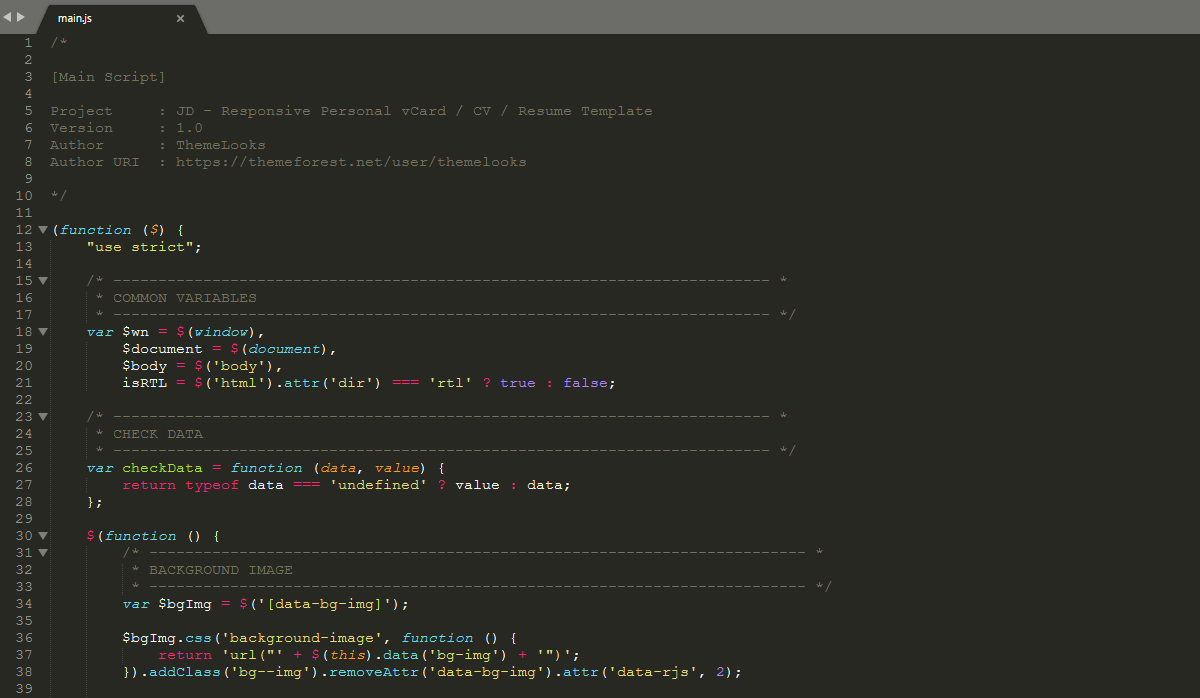 main.js ×
1 /*
2
3 [Main Script]
4
5 Project : JD - Responsive Personal vCard / CV / Resume Template
6 Version : 1.0
7 Author : ThemeLooks
8 Author URI : https://themeforest.net/user/themelooks
9
10 */
11
12 (function ($) {
13 "use strict";
14
15 /* ------------------------------------------------------------------------- *
16 * COMMON VARIABLES
17 * ------------------------------------------------------------------------- */
18 var $wn = $(window),
19 $document = $(document),
20 $body = $('body'),
21 isRTL = $('html').attr('dir') === 'rtl' ? true : false;
22
23 /* ------------------------------------------------------------------------- *
24 * CHECK DATA
25 * ------------------------------------------------------------------------- */
26 var checkData = function (data, value) {
27 return typeof data === 'undefined' ? value : data;
28 };
29
30 $(function () {
31 /* ------------------------------------------------------------------------- *
32 * BACKGROUND IMAGE
33 * ------------------------------------------------------------------------- */
34 var $bgImg = $('[data-bg-img]');
35
36 $bgImg.css('background-image', function () {
37 return 'url("' + $(this).data('bg-img') + '")';
38 }).addClass('bg--img').removeAttr('data-bg-img').attr('data-rjs', 2);
39